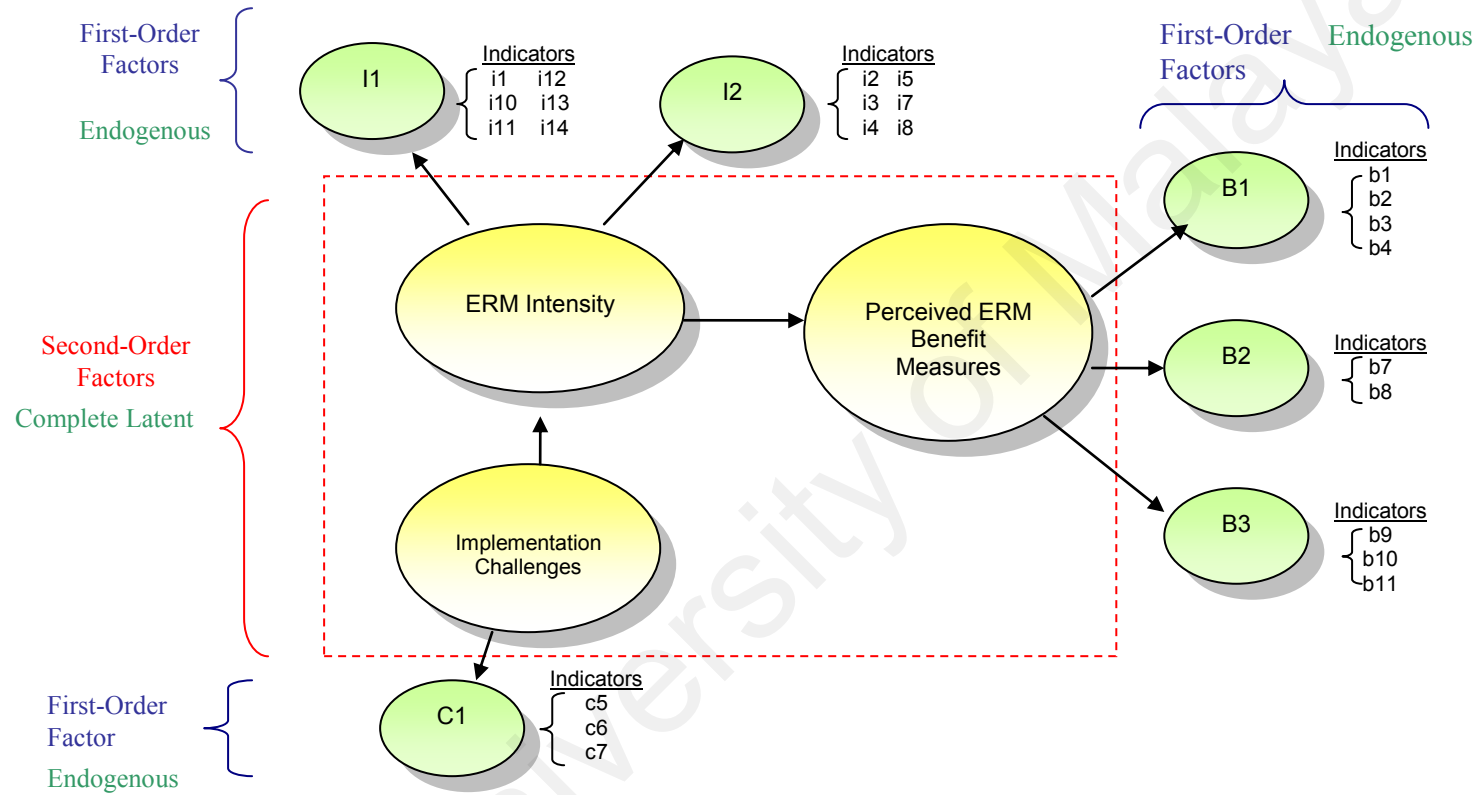 First-Order
Factors
Endogenous
I1
Indicators
i1 i12
i10 i13
i11 i14
I2
Indicators
i2 i5
i3 i7
i4 i8
First-Order Endogenous
Factors
B1
Indicators
b1
b2
b3
b4
Second-Order
Factors
Complete Latent
ERM Intensity
Perceived ERM
Benefit
Measures
B2
Indicators
b7
b8
Implementation
Challenges
B3
Indicators
b9
b10
b11
First-Order
Factor
Endogenous
C1
Indicators
c5
c6
c7
University of Malaya